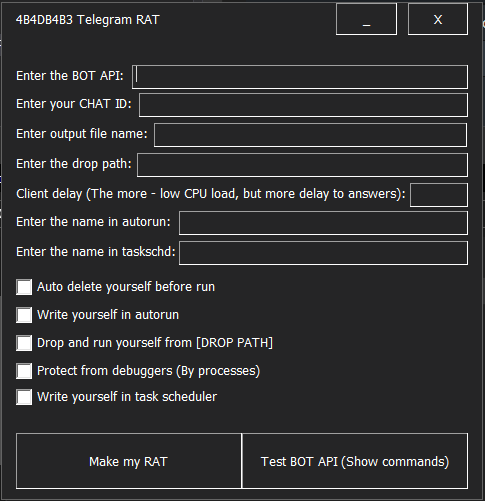 4B4DB4B3 Telegram RAT
_ X
Enter the BOT API:
Enter your CHAT ID:
Enter output file name:
Enter the drop path:
Client delay (The more - low CPU load, but more delay to answers):
Enter the name in autorun:
Enter the name in taskschd:
Auto delete yourself before run
Write yourself in autorun
Drop and run yourself from [DROP PATH]
Protect from debuggers (By processes)
Write yourself in task scheduler
Make my RAT
Test BOT API (Show commands)